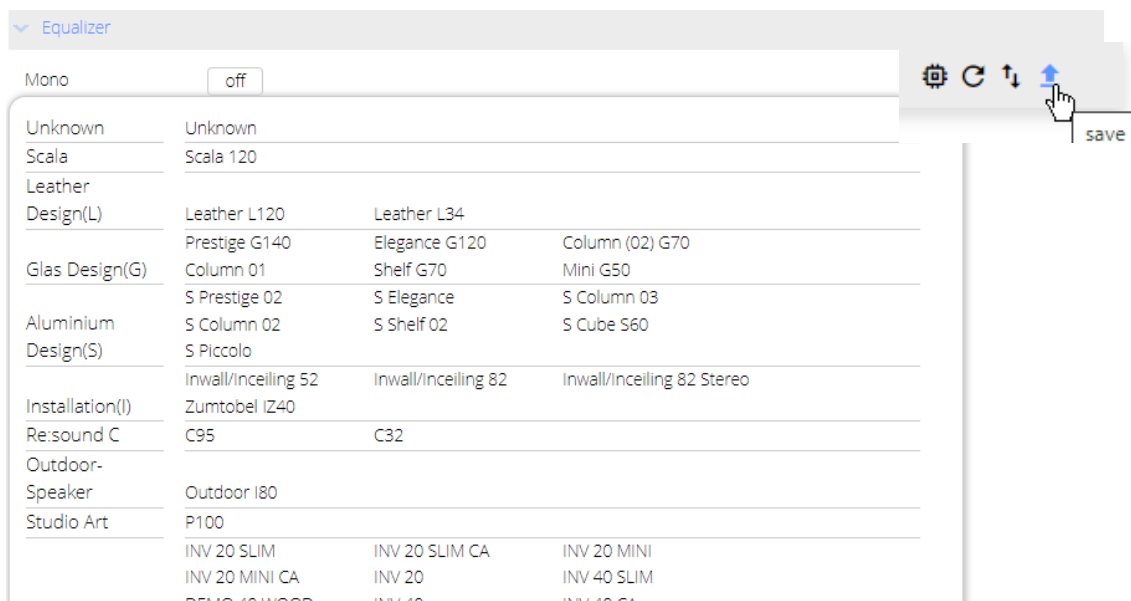 Equalizer
Mono off
save
Unknown Unknown
Scala Scala 120
Leather
Design(L) Leather L120 Leather L34
Prestige G140 Elegance G120 Column (02) G70
Glas Design(G) Column 01 Shelf G70 Mini G50
S Prestige 02 S Elegance S Column 03
Aluminium S Column 02 S Shelf 02 S Cube S60
Design(S) S Piccolo
Inwall/Inceiling 52 Inwall/Inceiling 82 Inwall/Inceiling 82 Stereo
Installation(I) Zumtobel IZ40
Re:sound C C95 C32
Outdoor-
Speaker Outdoor I80
Studio Art P100
INV 20 SLIM INV 20 SLIM CA INV 20 MINI
INV 20 MINI CA INV 20 INV 40 SLIM